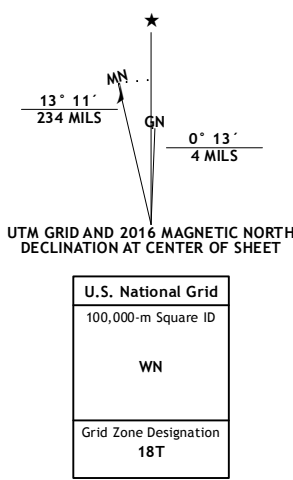 ★
MN
GN
13° 11´
234 MILS
0° 13´
4 MILS
UTM GRID AND 2016 MAGNETIC NORTH
DECLINATION AT CENTER OF SHEET
U.S. National Grid
100,000-m Square ID
WN
Grid Zone Designation
18T